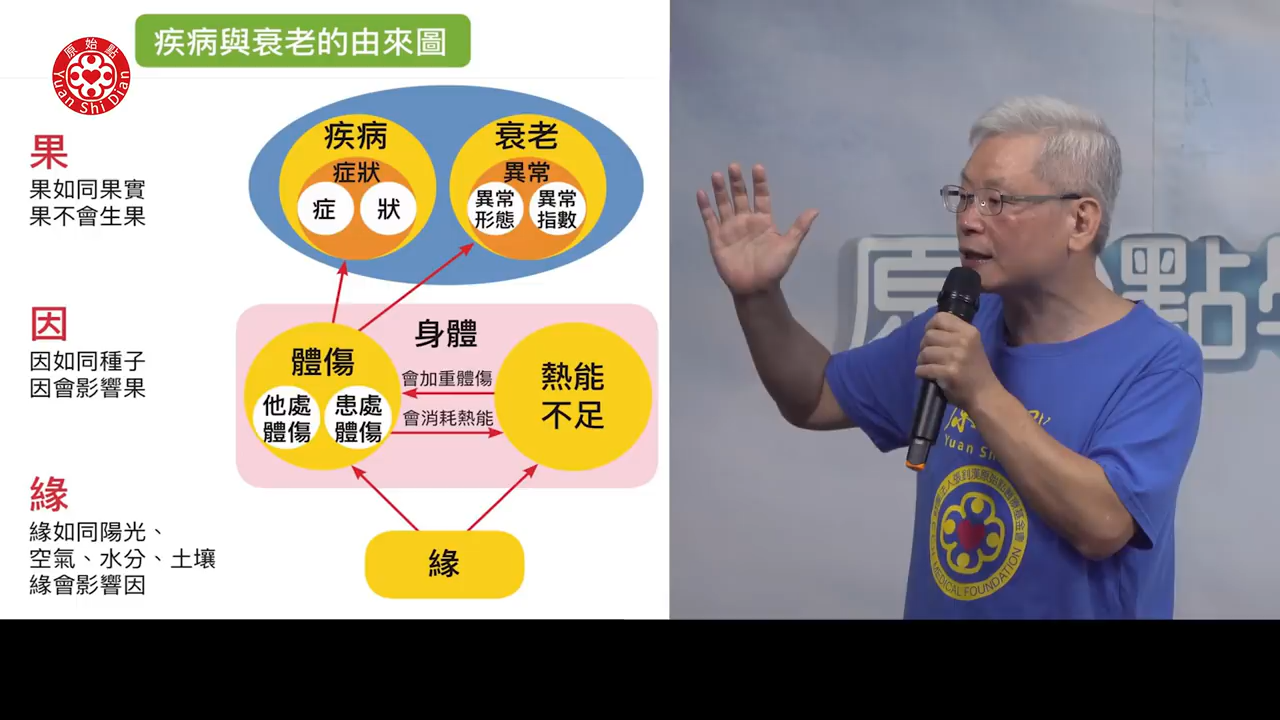 疾病與衰老的由來圖
原始點
Yuan Shi Dian
果
果如同果實
果不會生果
疾病
症狀
症
狀
衰老
異常
異常
形態
異常
指數
因
因如同種子
因會影響果
身體
體傷
他處
體傷
患處
體傷
會加重體傷
會消耗熱能
熱能
不足
緣
緣如同陽光、
空氣、水分、土壤
緣會影響因
緣
原
點
Yuan Sh
MEDICAL FOUNDATION